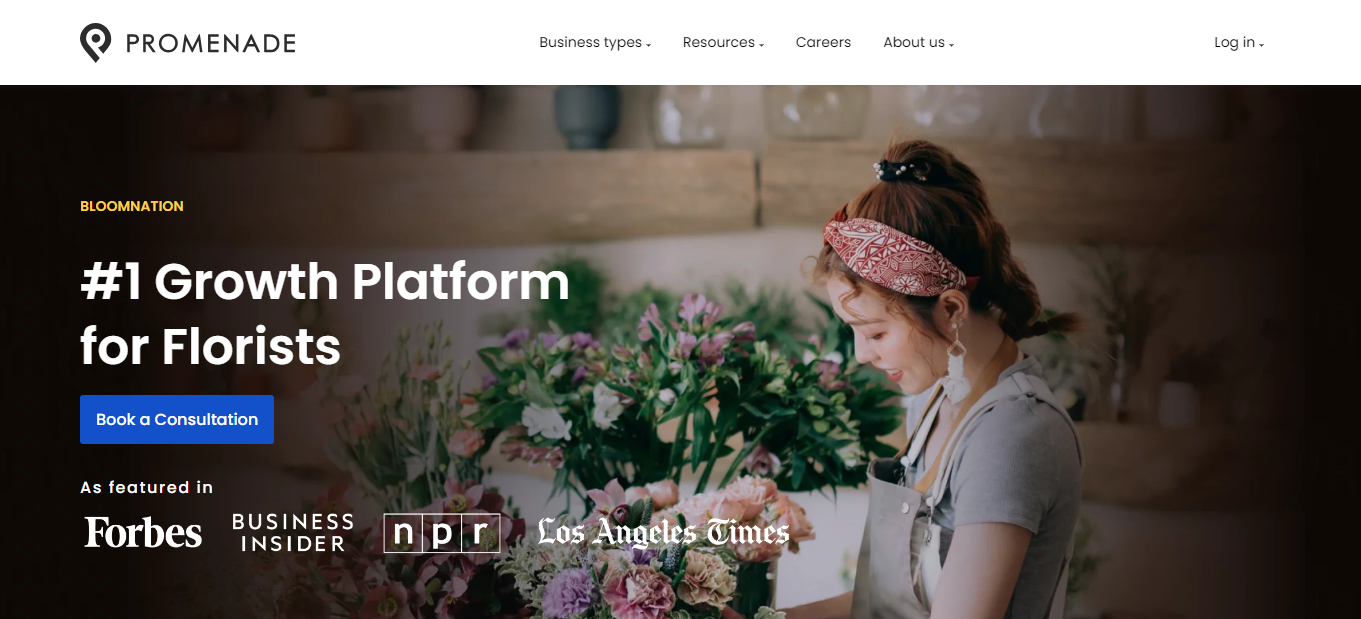 PROMENADE
Business types
Resources
Careers
About us
Log in
BLOOMNATION
#1 Growth Platform
for Florists
Book a Consultation
As featured in
Forbes
BUSINESS
INSIDER
npr
Los Angeles Times